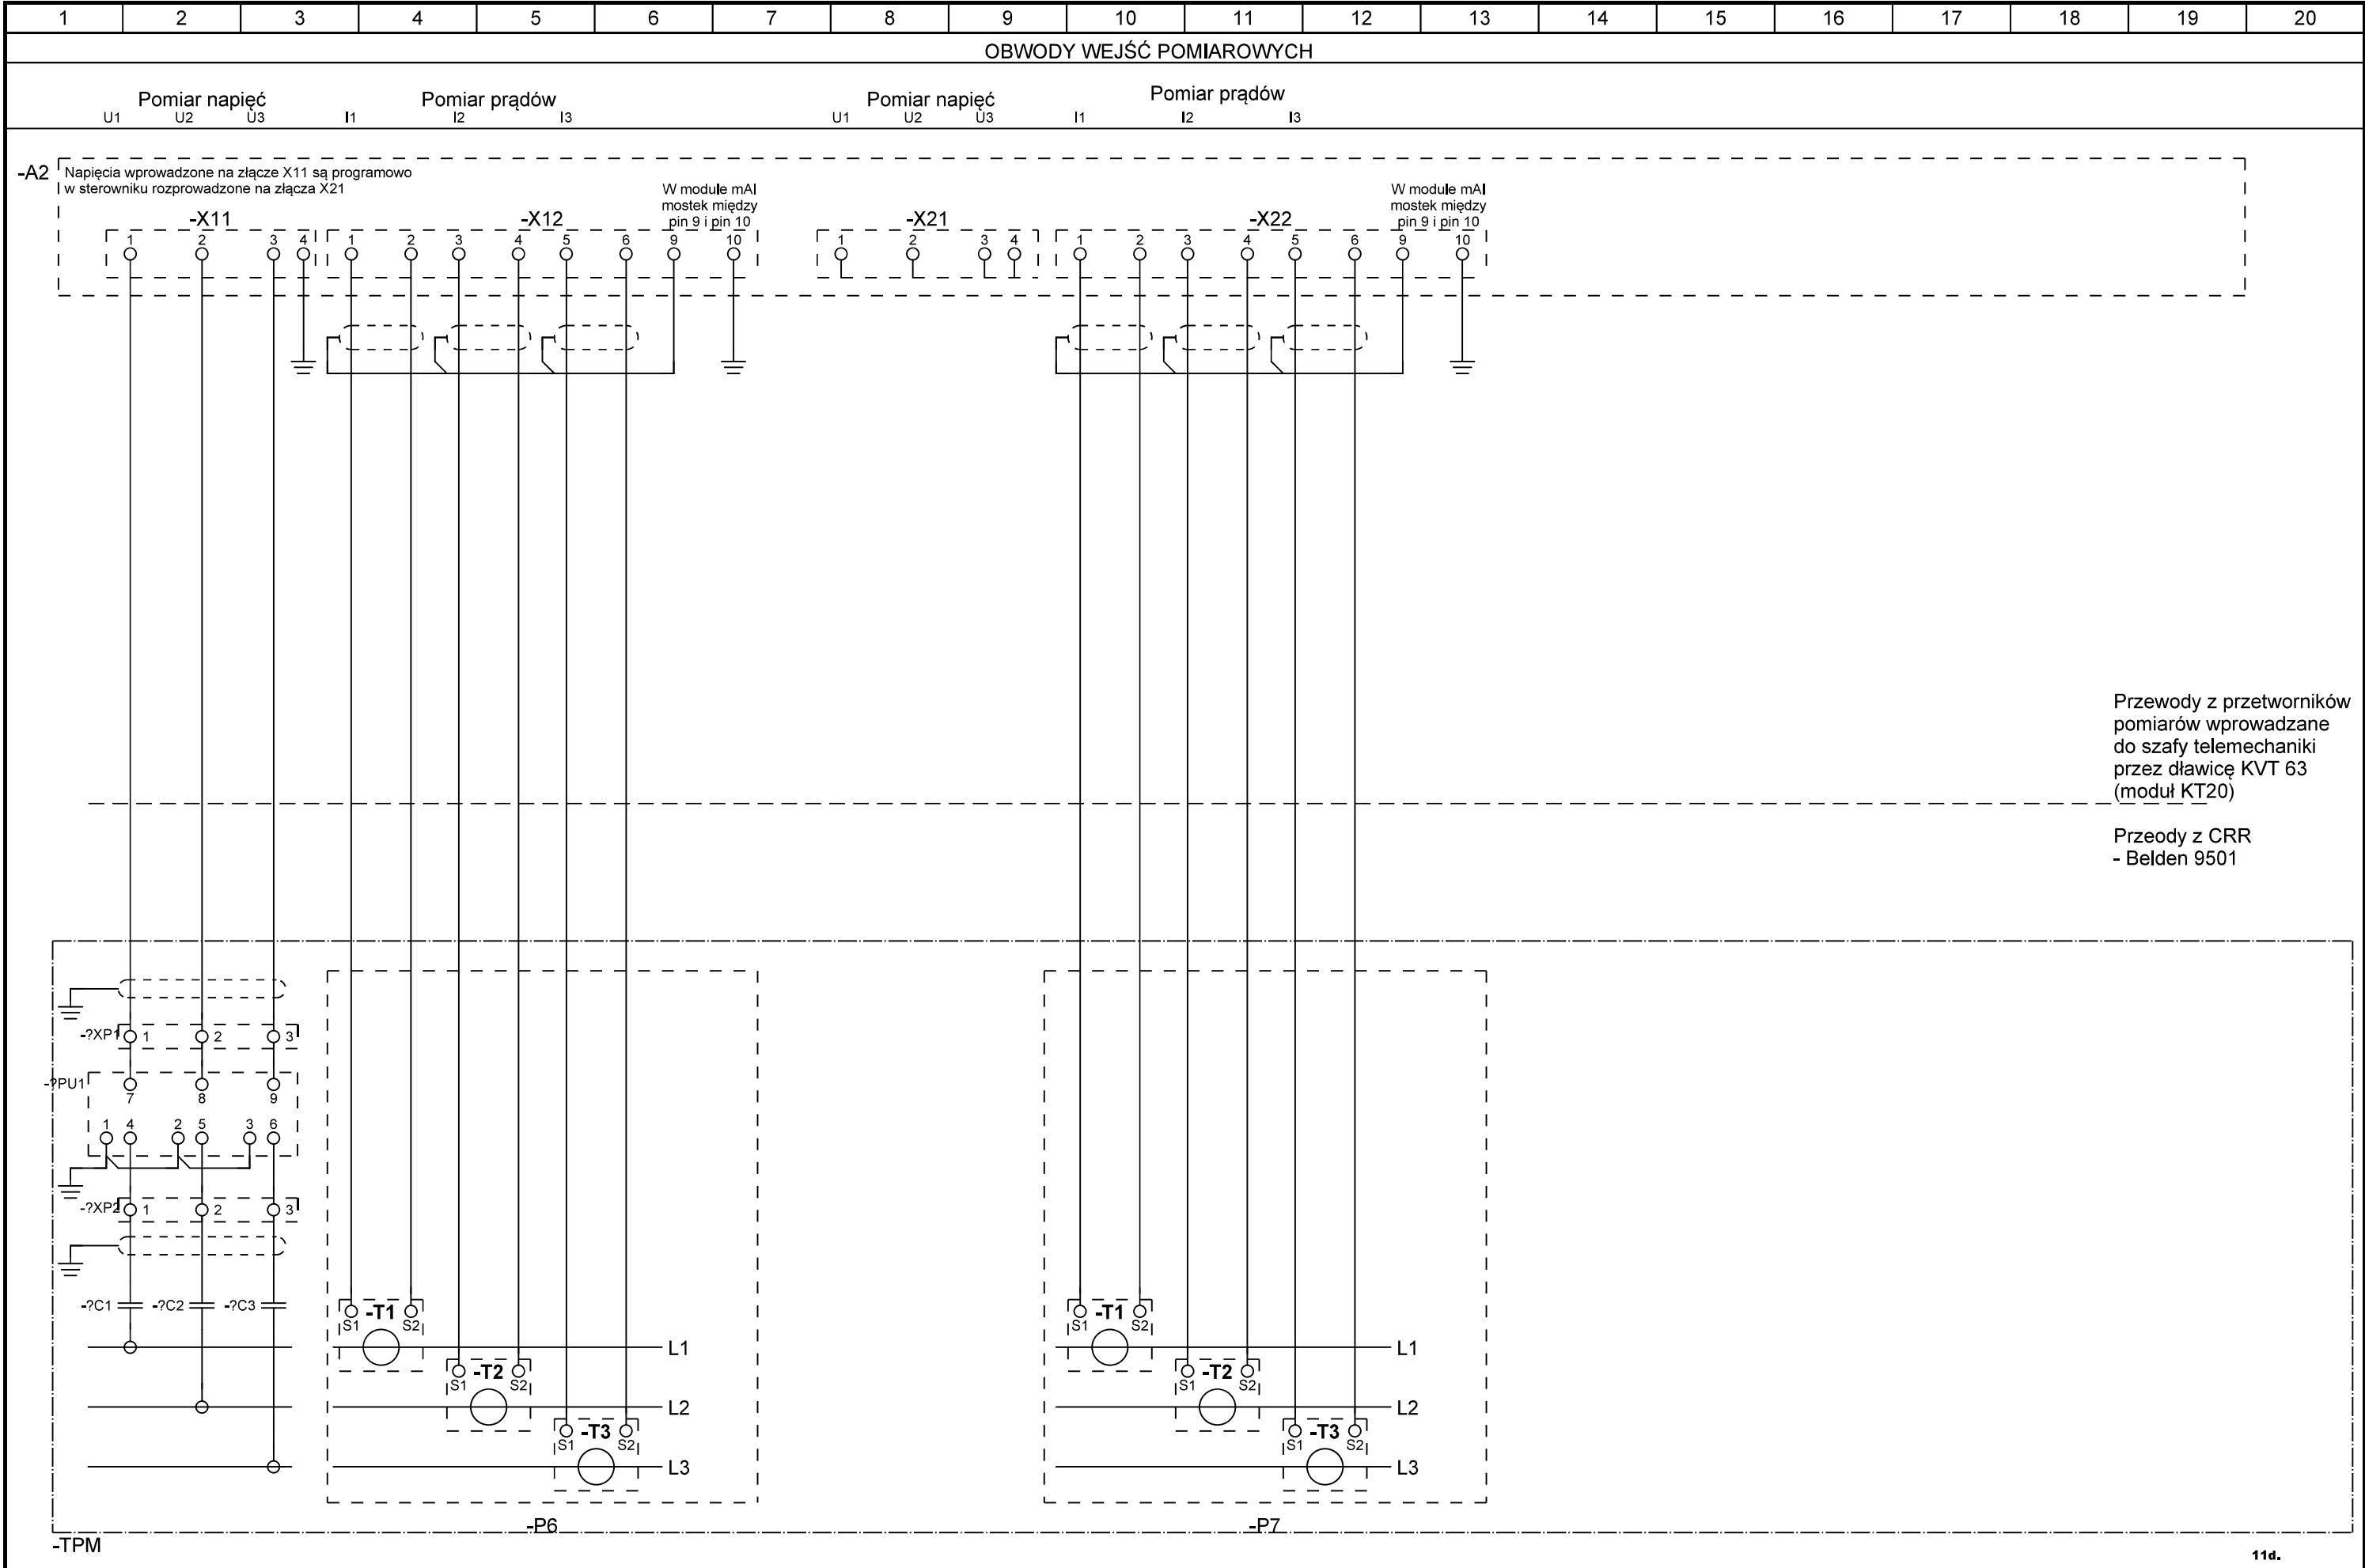 1 2 3 4 5 6 7 8 9 10 11 12 13 14 15 16 17 18 19 20
OBWODY WEJŚĆ POMIAROWYCH
Pomiar napięć Pomiar prądów Pomiar napięć Pomiar prądów
U1 U2 U3 I1 I2 I3 U1 U2 U3 I1 I2 I3
-A2
Napięcia wprowadzone na złącze X11 są programowo
w sterowniku rozprowadzone na złącza X21
W module mAI
mostek między
pin 9 i pin 10
W module mAI
mostek między
pin 9 i pin 10
-X11 -X12 -X21 -X22
1 2 3 4 1 2 3 4 5 6 9 10 1 2 3 4 1 2 3 4 5 6 9 10
Przewody z przetworników
pomiarów wprowadzane
do szafy telemechaniki
przez dławicę KVT 63
(moduł KT20)
Przeody z CRR
- Belden 9501
-?XP1 1 2 3
-?PU1
7 8 9
1 4 2 5 3 6
-?XP2 1 2 3
-?C1 -?C2 -?C3
S1 -T1 S2 S1 -T1 S2
L1 L1
S1 -T2 S2 S1 -T2 S2
L2 L2
S1 -T3 S2 S1 -T3 S2
L3 L3
-P6 -P7
-TPM
11d.